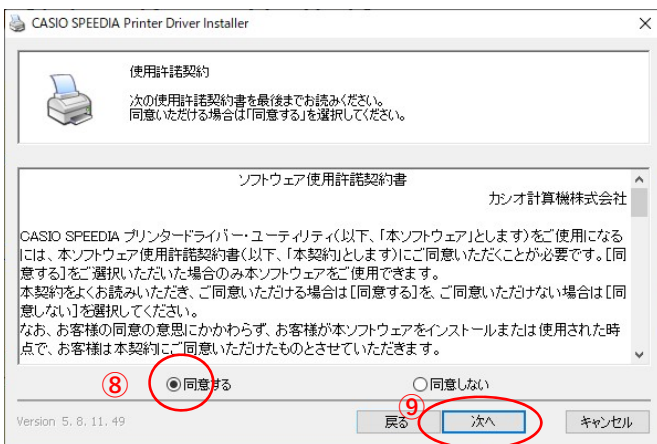 CASIO SPEEDIA Printer Driver Installer
使用許諾契約
次の使用許諾契約書を最後までお読みください。
同意いただける場合は「同意する」を選択してください。
ソフトウェア使用許諾契約書
カシオ計算機株式会社
CASIO SPEEDIA プリンタードライバー・ユーティリティ(以下、「本ソフトウェア」とします)をご使用になる
には、本ソフトウェア使用許諾契約書(以下、「本契約」とします)にご同意いただくことが必要です。[同
意する]をご選択いただいた場合のみ本ソフトウェアをご使用できます。
本契約をよくお読みいただき、ご同意いただける場合は[同意する]を、ご同意いただけない場合は[同
意しない]を選択してください。
なお、お客様の同意の意思にかかわらず、お客様が本ソフトウェアをインストールまたは使用された時
点で、お客様は本契約にご同意いただけたものとさせていただきます。
⑧ 同意する 同意しない
Version 5.8.11.49 戻る ⑨ 次へ キャンセル